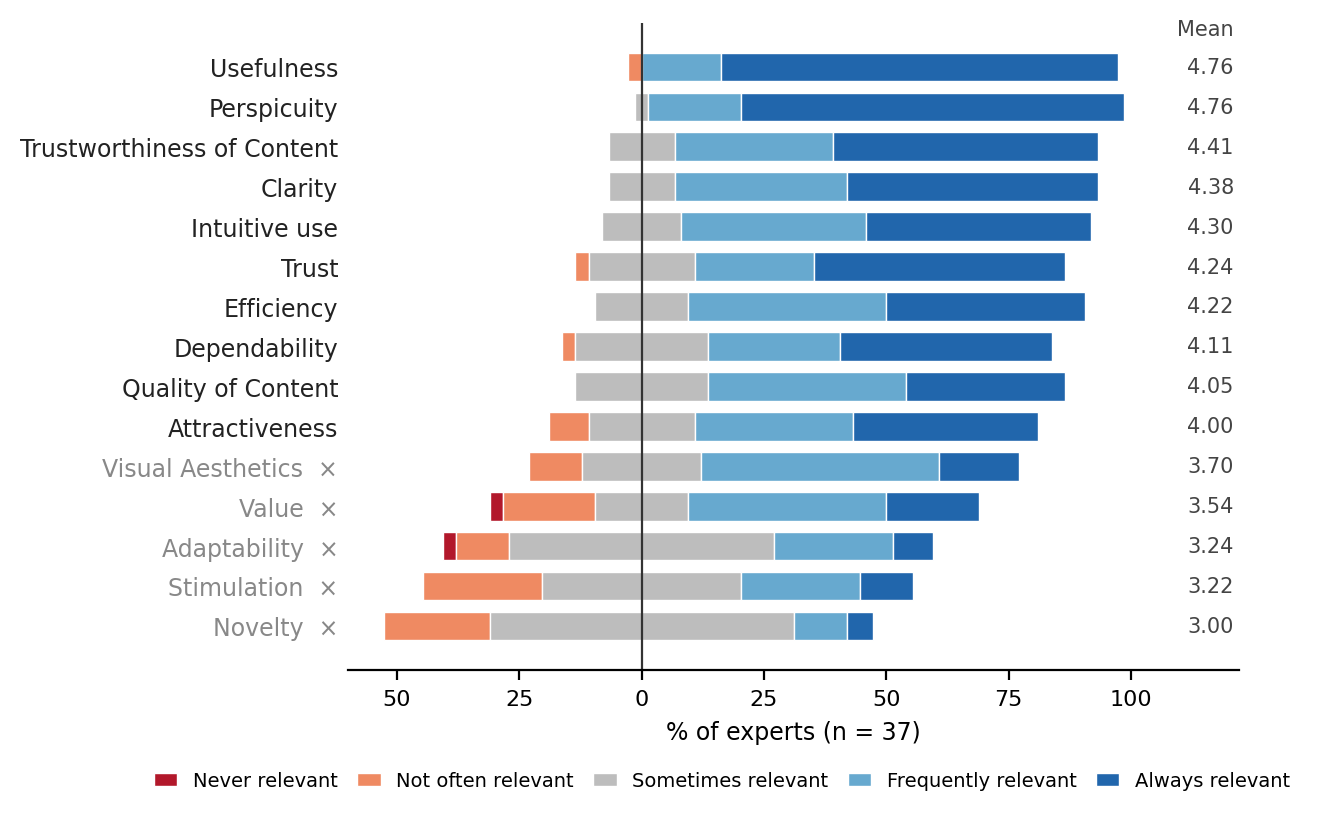 Mean
Usefulness 4.76
Perspicuity 4.76
Trustworthiness of Content 4.41
Clarity 4.38
Intuitive use 4.30
Trust 4.24
Efficiency 4.22
Dependability 4.11
Quality of Content 4.05
Attractiveness 4.00
Visual Aesthetics × 3.70
Value × 3.54
Adaptability × 3.24
Stimulation × 3.22
Novelty × 3.00
50 25 0 25 50 75 100
% of experts (n = 37)
Never relevant Not often relevant Sometimes relevant Frequently relevant Always relevant